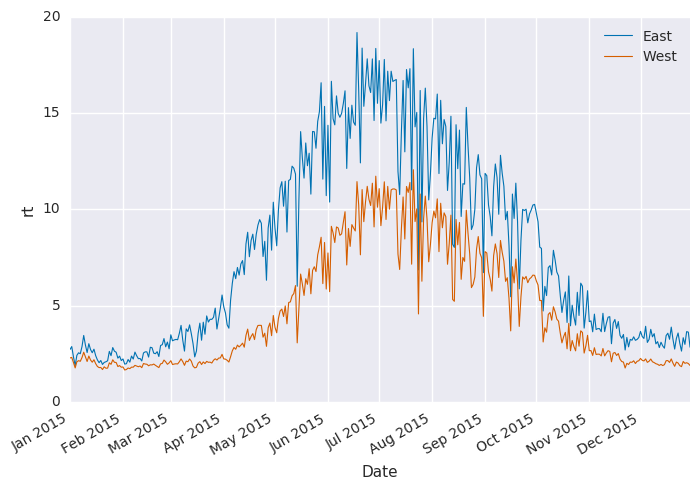 20
15
10
5
0
rt
East
West
Jan 2015
Feb 2015
Mar 2015
Apr 2015
May 2015
Jun 2015
Jul 2015
Aug 2015
Sep 2015
Oct 2015
Nov 2015
Dec 2015
Date